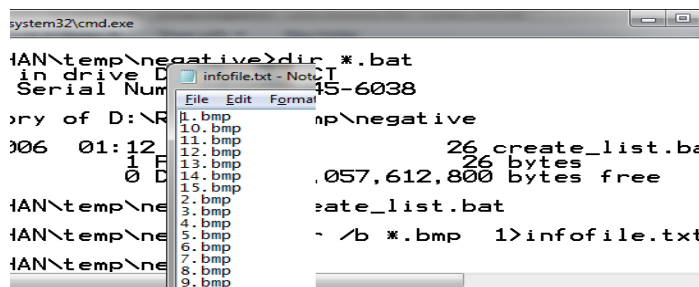 system32\cmd.exe
HAN\temp\negative>dir *.bat
in drive D CT
Serial Num 45-6038
ory of D:\R mp\negative
006 01:12 26 create_list.ba
1 F 26 bytes
0 D ,057,612,800 bytes free
HAN\temp\ne eate_list.bat
HAN\temp\ne r /b *.bmp 1>infofile.txt
HAN\temp\ne
infofile.txt - Note
File Edit Format
1.bmp
10.bmp
11.bmp
12.bmp
13.bmp
14.bmp
15.bmp
2.bmp
3.bmp
4.bmp
5.bmp
6.bmp
7.bmp
8.bmp
9.bmp